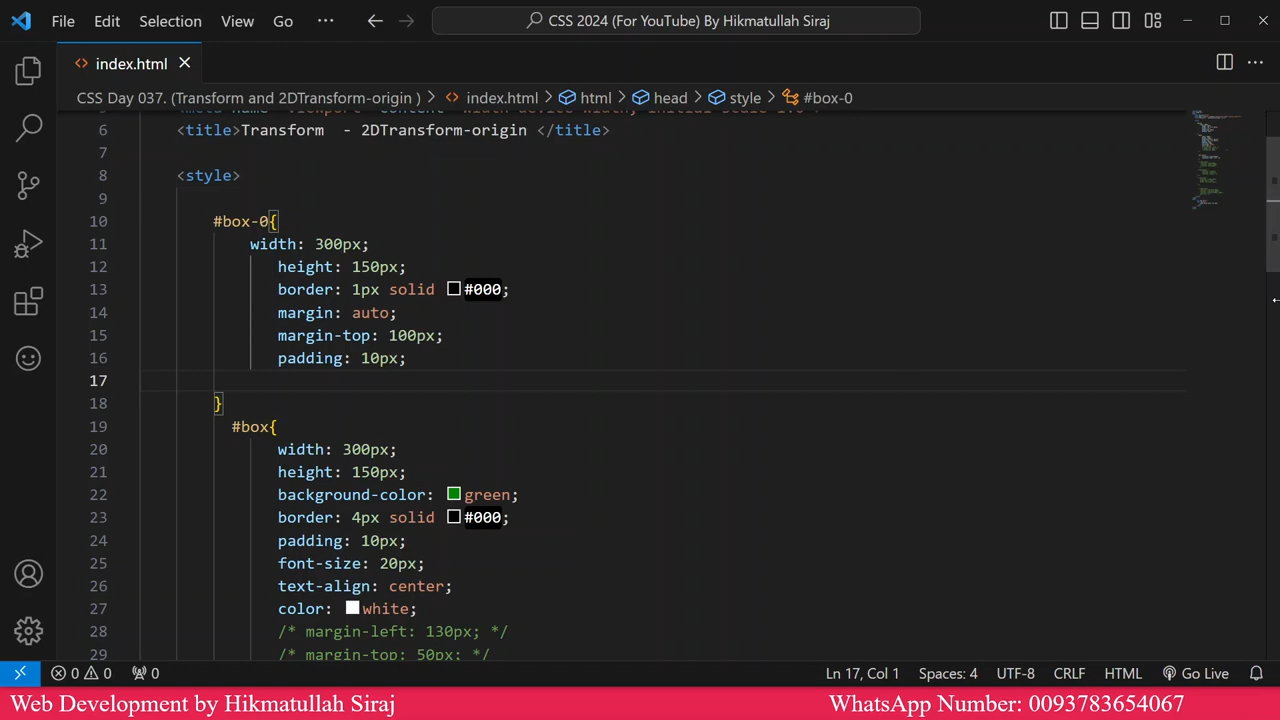 File Edit Selection View Go ··· CSS 2024 (For YouTube) By Hikmatullah Siraj
index.html
CSS Day 037. (Transform and 2DTransform-origin ) > index.html > html > head > style > #box-0
6 <title>Transform  - 2DTransform-origin </title>
7
8 <style>
9
10 #box-0{
11 width: 300px;
12 height: 150px;
13 border: 1px solid #000;
14 margin: auto;
15 margin-top: 100px;
16 padding: 10px;
17
18 }
19 #box{
20 width: 300px;
21 height: 150px;
22 background-color: green;
23 border: 4px solid #000;
24 padding: 10px;
25 font-size: 20px;
26 text-align: center;
27 color: white;
28 /* margin-left: 130px; */
29 /* margin-top: 50px; */
0 0 0 Ln 17, Col 1 Spaces: 4 UTF-8 CRLF HTML Go Live
Web Development by Hikmatullah Siraj WhatsApp Number: 0093783654067